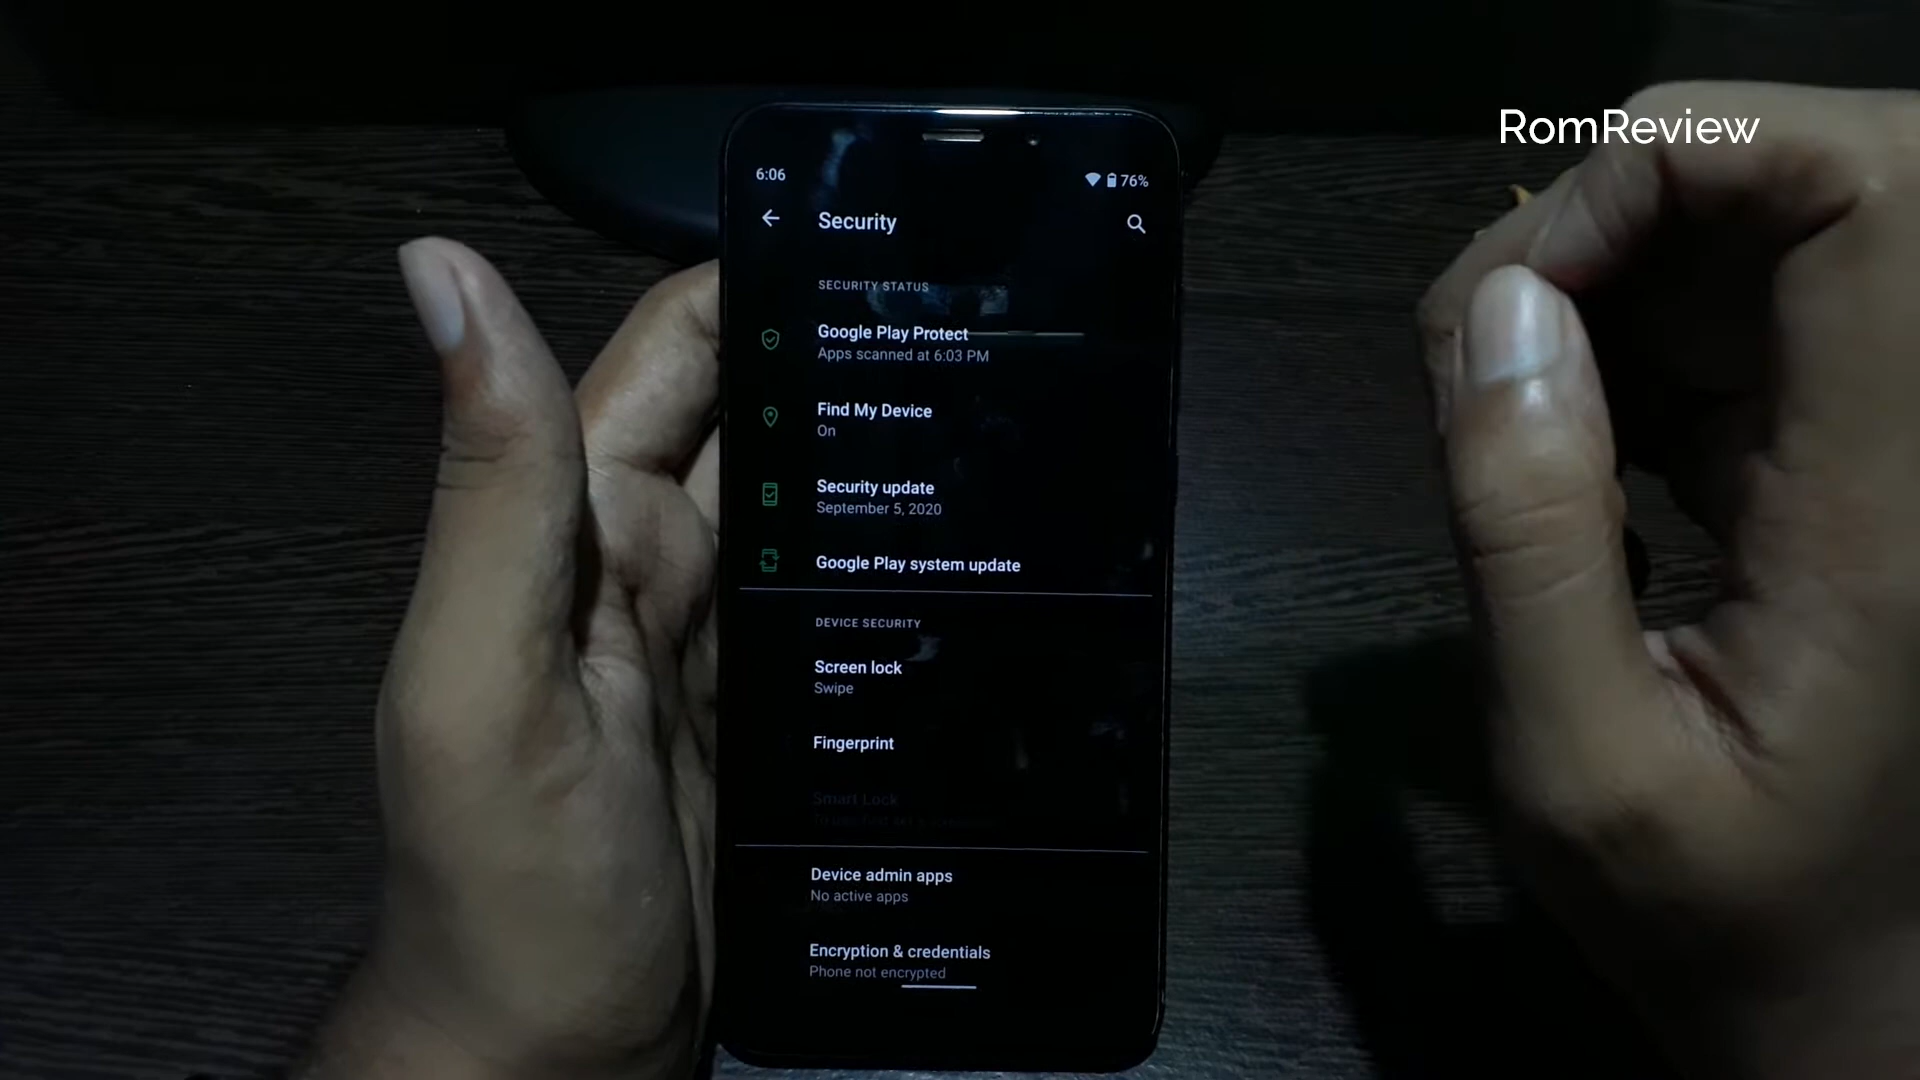 RomReview
6:06
76%
Security
SECURITY STATUS
Google Play Protect
Apps scanned at 6:03 PM
Find My Device
On
Security update
September 5, 2020
Google Play system update
DEVICE SECURITY
Screen lock
Swipe
Fingerprint
Smart Lock
Device admin apps
No active apps
Encryption & credentials
Phone not encrypted